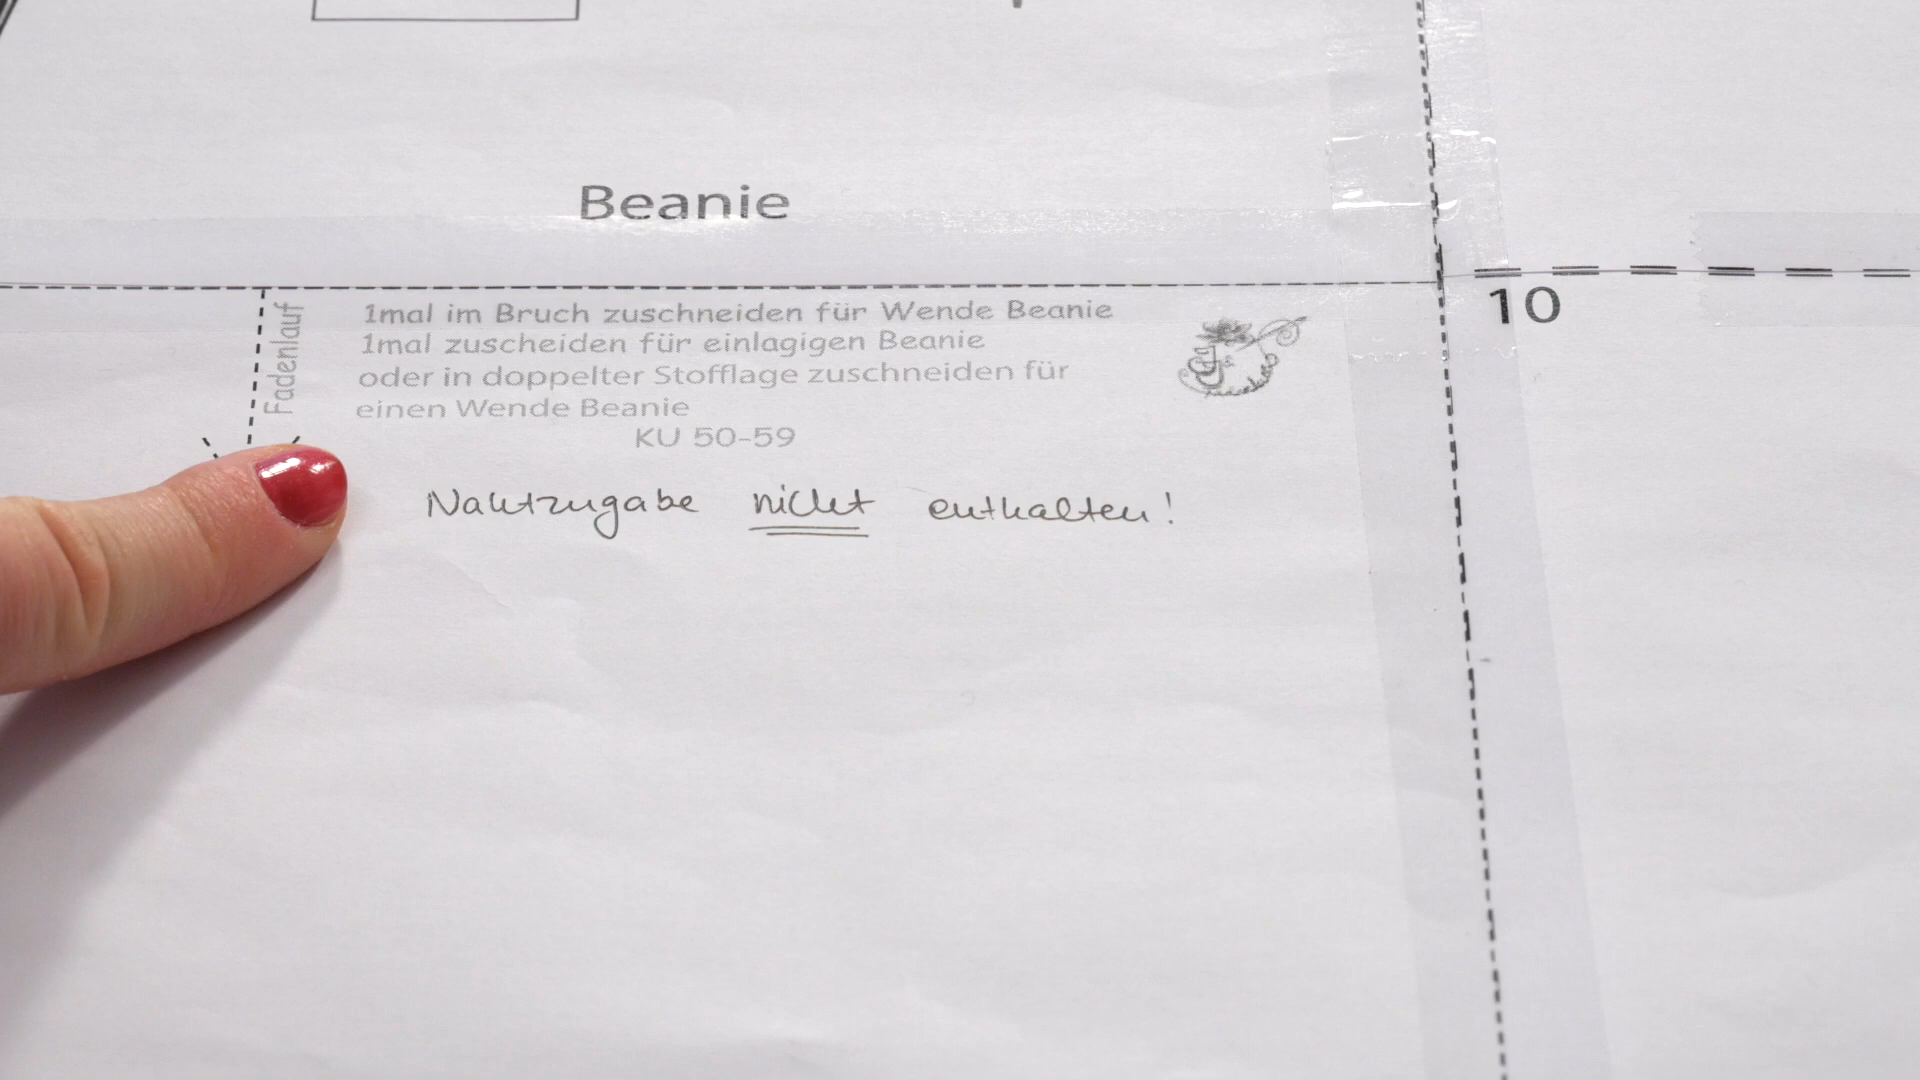 Beanie
10
Fadenlauf
1mal im Bruch zuschneiden für Wende Beanie
1mal zuscheiden für einlagigen Beanie
oder in doppelter Stofflage zuschneiden für
einen Wende Beanie
KU 50-59
Nahtzugabe nicht enthalten!